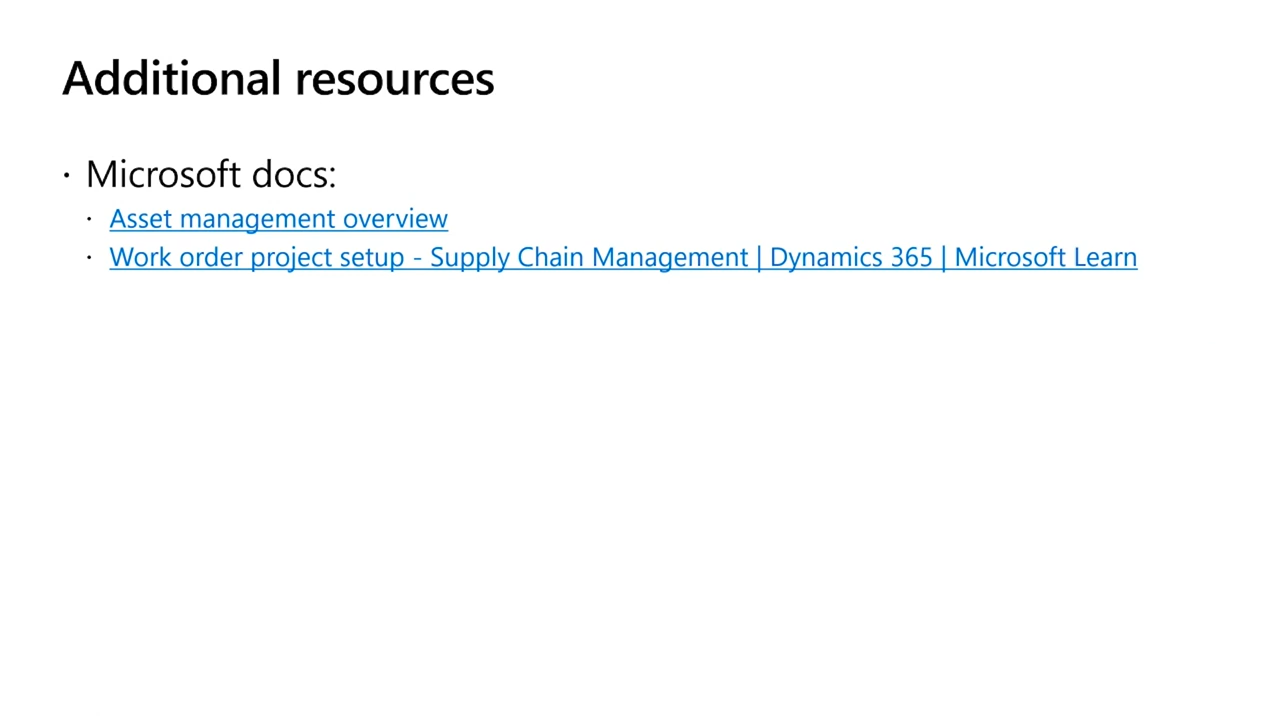 Additional resources
· Microsoft docs:
· Asset management overview
· Work order project setup - Supply Chain Management | Dynamics 365 | Microsoft Learn